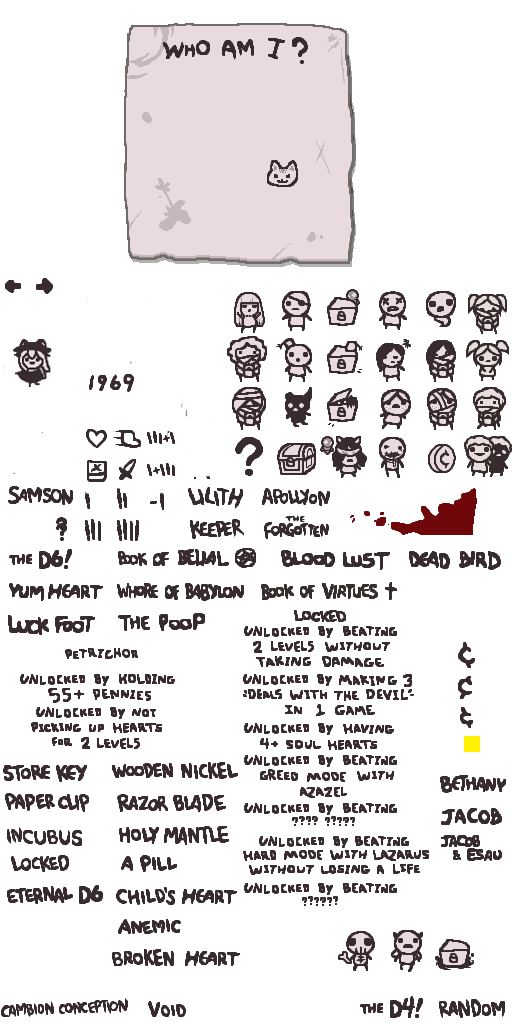 WHO AM I?
1969
SAMSON I II -1 LILITH APOLLYON
? III IIII KEEPER THE FORGOTTEN
THE D6! BOOK OF BELIAL BLOOD LUST DEAD BIRD
YUM HEART WHORE OF BABYLON BOOK OF VIRTUES
LUCK FOOT THE POOP
PETRICHOR
UNLOCKED BY HOLDING
55+ PENNIES
UNLOCKED BY NOT
PICKING UP HEARTS
FOR 2 LEVELS
LOCKED
UNLOCKED BY BEATING
2 LEVELS WITHOUT
TAKING DAMAGE
UNLOCKED BY MAKING 3
"DEALS WITH THE DEVIL"
IN 1 GAME
UNLOCKED BY HAVING
4+ SOUL HEARTS
UNLOCKED BY BEATING
GREED MODE WITH
AZAZEL
UNLOCKED BY BEATING
???? ?????
UNLOCKED BY BEATING
HARD MODE WITH LAZARUS
WITHOUT LOSING A LIFE
UNLOCKED BY BEATING
??????
¢
¢
¢
STORE KEY WOODEN NICKEL
PAPER CLIP RAZOR BLADE
INCUBUS HOLY MANTLE
LOCKED A PILL
ETERNAL D6 CHILD'S HEART
ANEMIC
BROKEN HEART
BETHANY
JACOB
JACOB
& ESAU
CAMBION CONCEPTION VOID THE D4! RANDOM